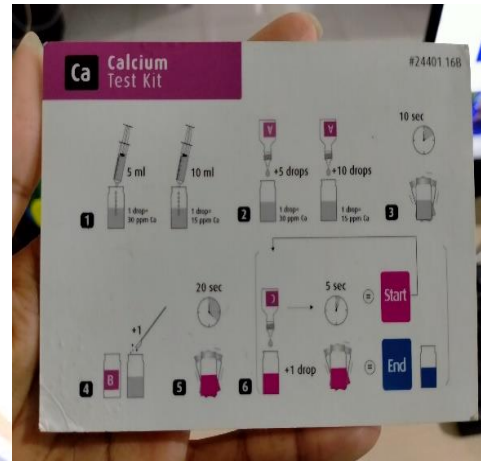 Ca
Calcium
Test Kit
#24401.16B
5 ml
10 ml
1 drop=
30 ppm Ca
1 drop=
15 ppm Ca
1
A
A
+5 drops
+10 drops
1 drop=
30 ppm Ca
1 drop=
15 ppm Ca
2
10 sec
3
+1
B
4
20 sec
5
C
5 sec
=
Start
+1 drop
=
End
6